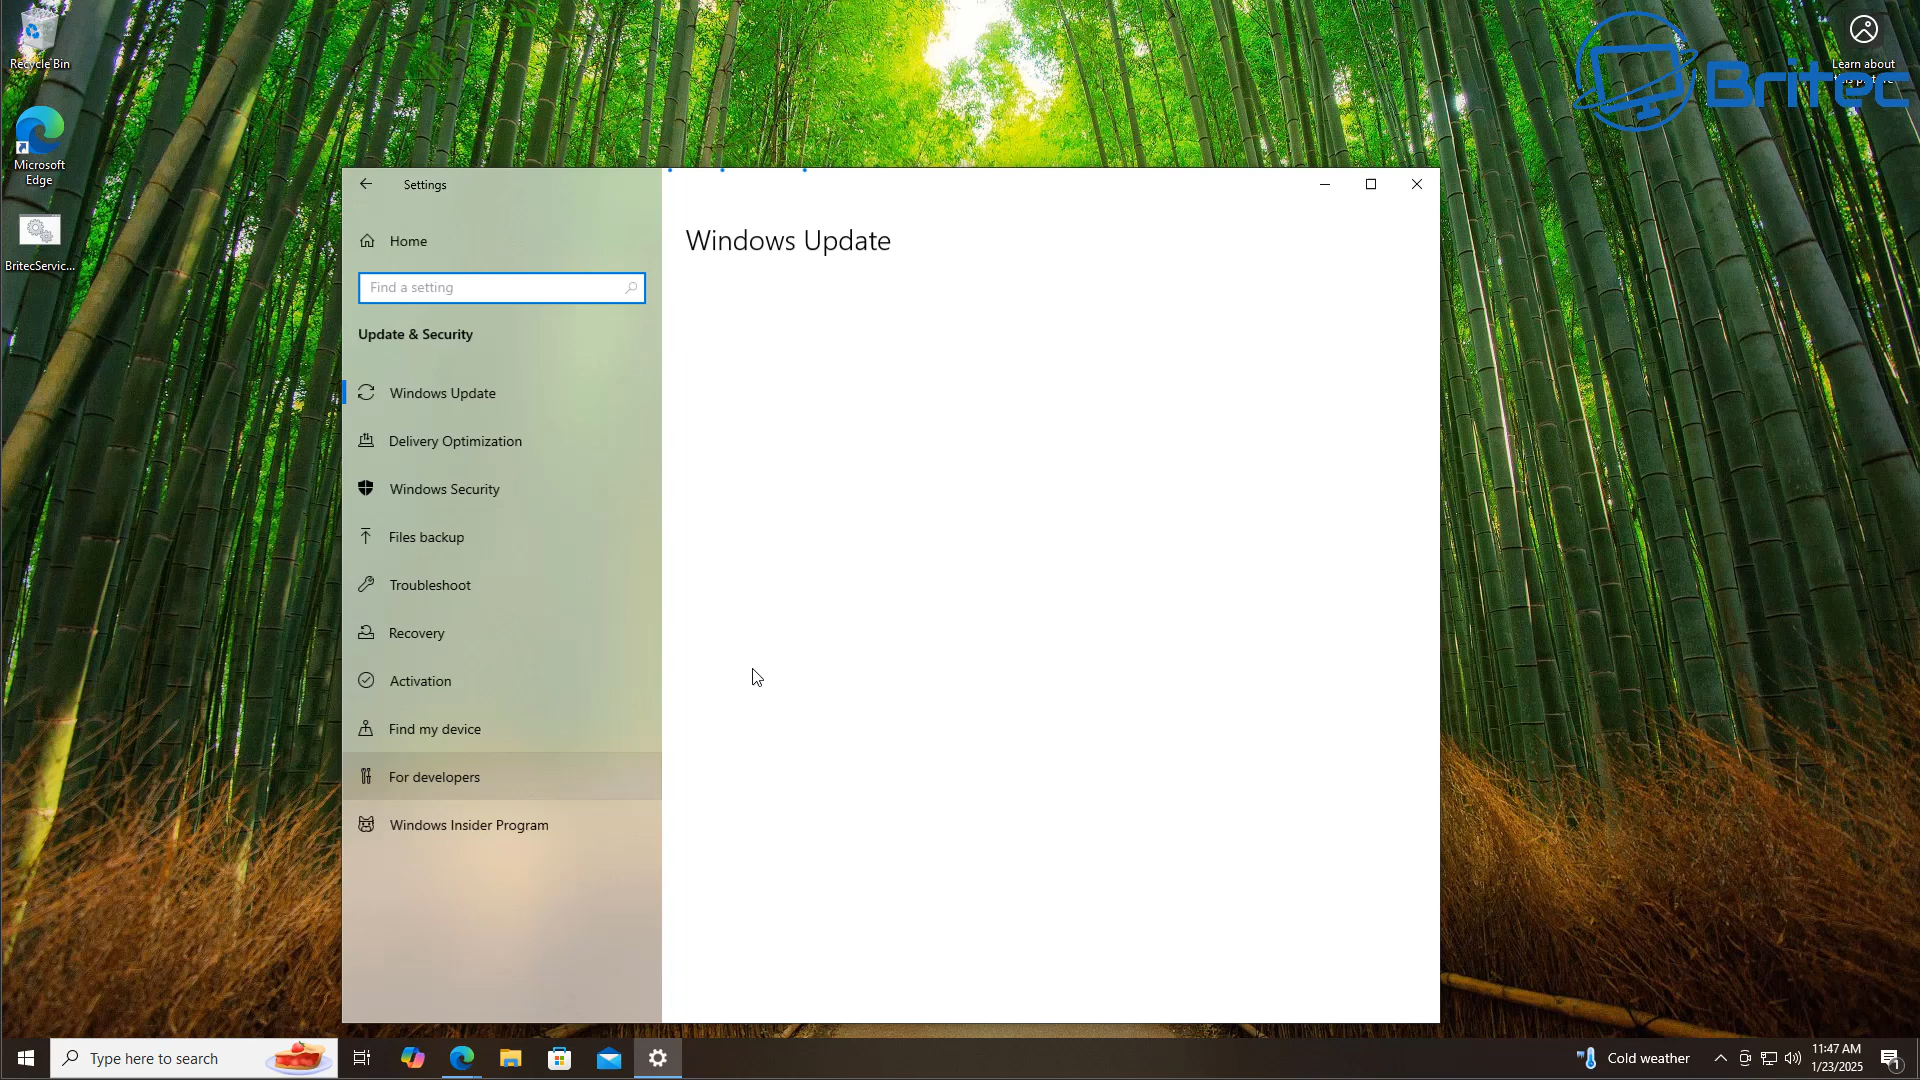 Recycle Bin
Microsoft
Edge
BritecServic...
Learn about
Britec
Settings
Home
Find a setting
Update & Security
Windows Update
Delivery Optimization
Windows Security
Files backup
Troubleshoot
Recovery
Activation
Find my device
For developers
Windows Insider Program
Windows Update
Type here to search
Cold weather
11:47 AM
1/23/2025
1